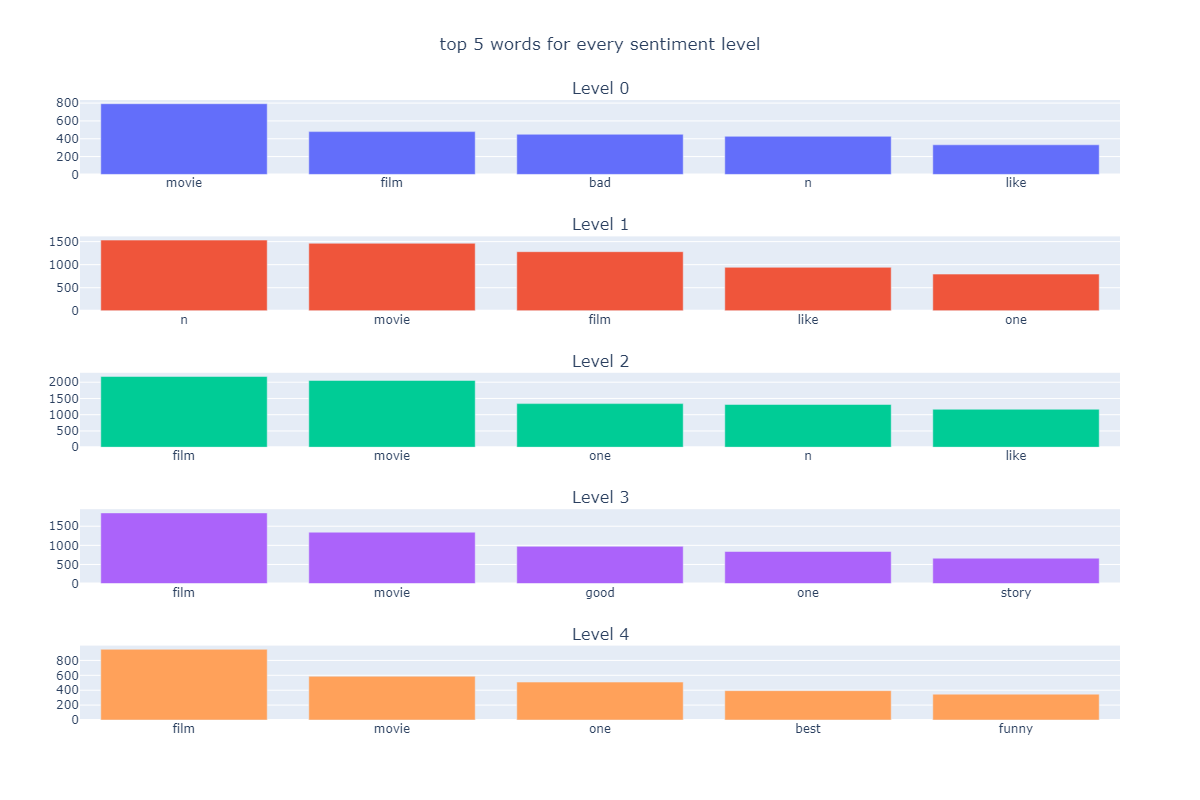 top 5 words for every sentiment level
Level 0
800
600
400
200
0
movie film bad n like
Level 1
1500
1000
500
0
n movie film like one
Level 2
2000
1500
1000
500
0
film movie one n like
Level 3
1500
1000
500
0
film movie good one story
Level 4
800
600
400
200
0
film movie one best funny